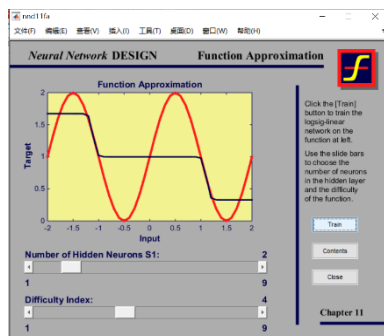 nnd11fa
文件(F) 编辑(E) 查看(V) 插入(I) 工具(T) 桌面(D) 窗口(W) 帮助(H)
Neural Network DESIGN
Function Approximation
Function Approximation
2
1.5
1
0.5
0
Target
-2 -1.5 -1 -0.5 0 0.5 1 1.5 2
Input
Number of Hidden Neurons S1: 2
1 9
Difficulty Index: 4
1 9
Click the [Train]
button to train the
logsig-linear
network on the
function at left.
Use the slide bars
to choose the
number of neurons
in the hidden layer
and the difficulty
of the function.
Train
Contents
Close
Chapter 11